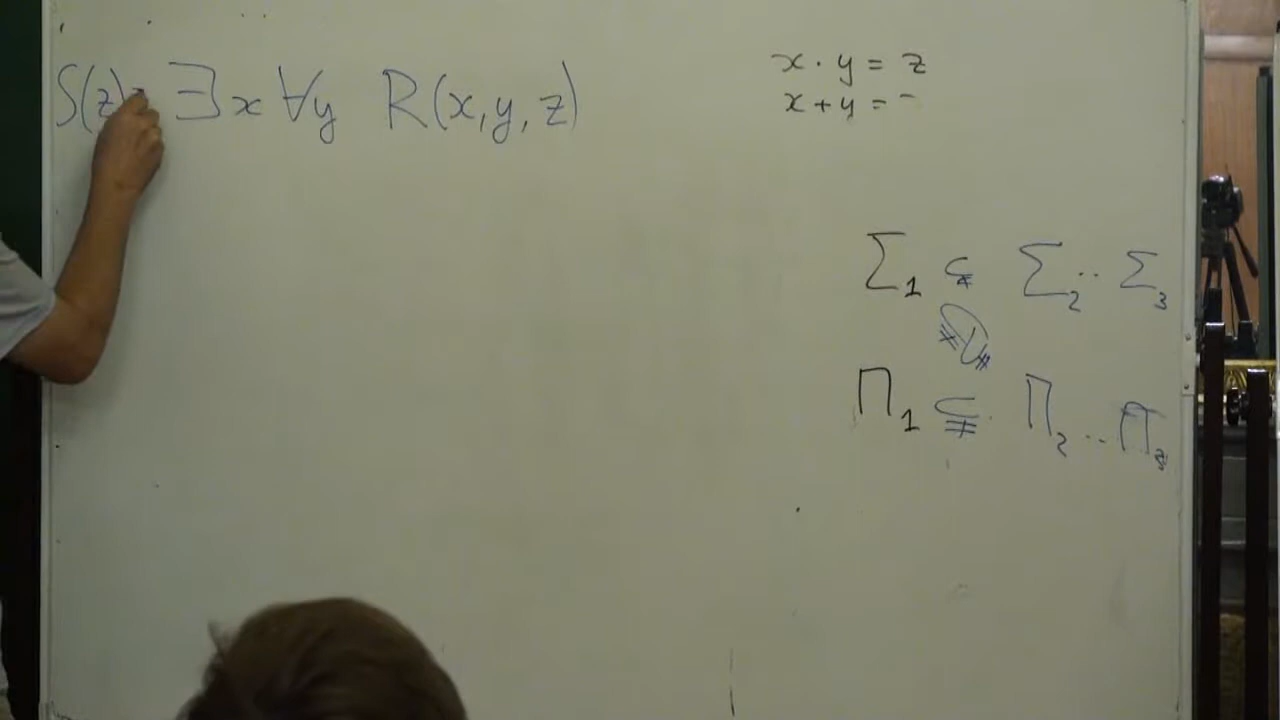 S(z) = ∃x ∀y R(x,y,z)
x · y = z
x + y =
Σ₁ ⊊ Σ₂ .. Σ₃
Π₁ ⊊ Π₂ .. Π₃